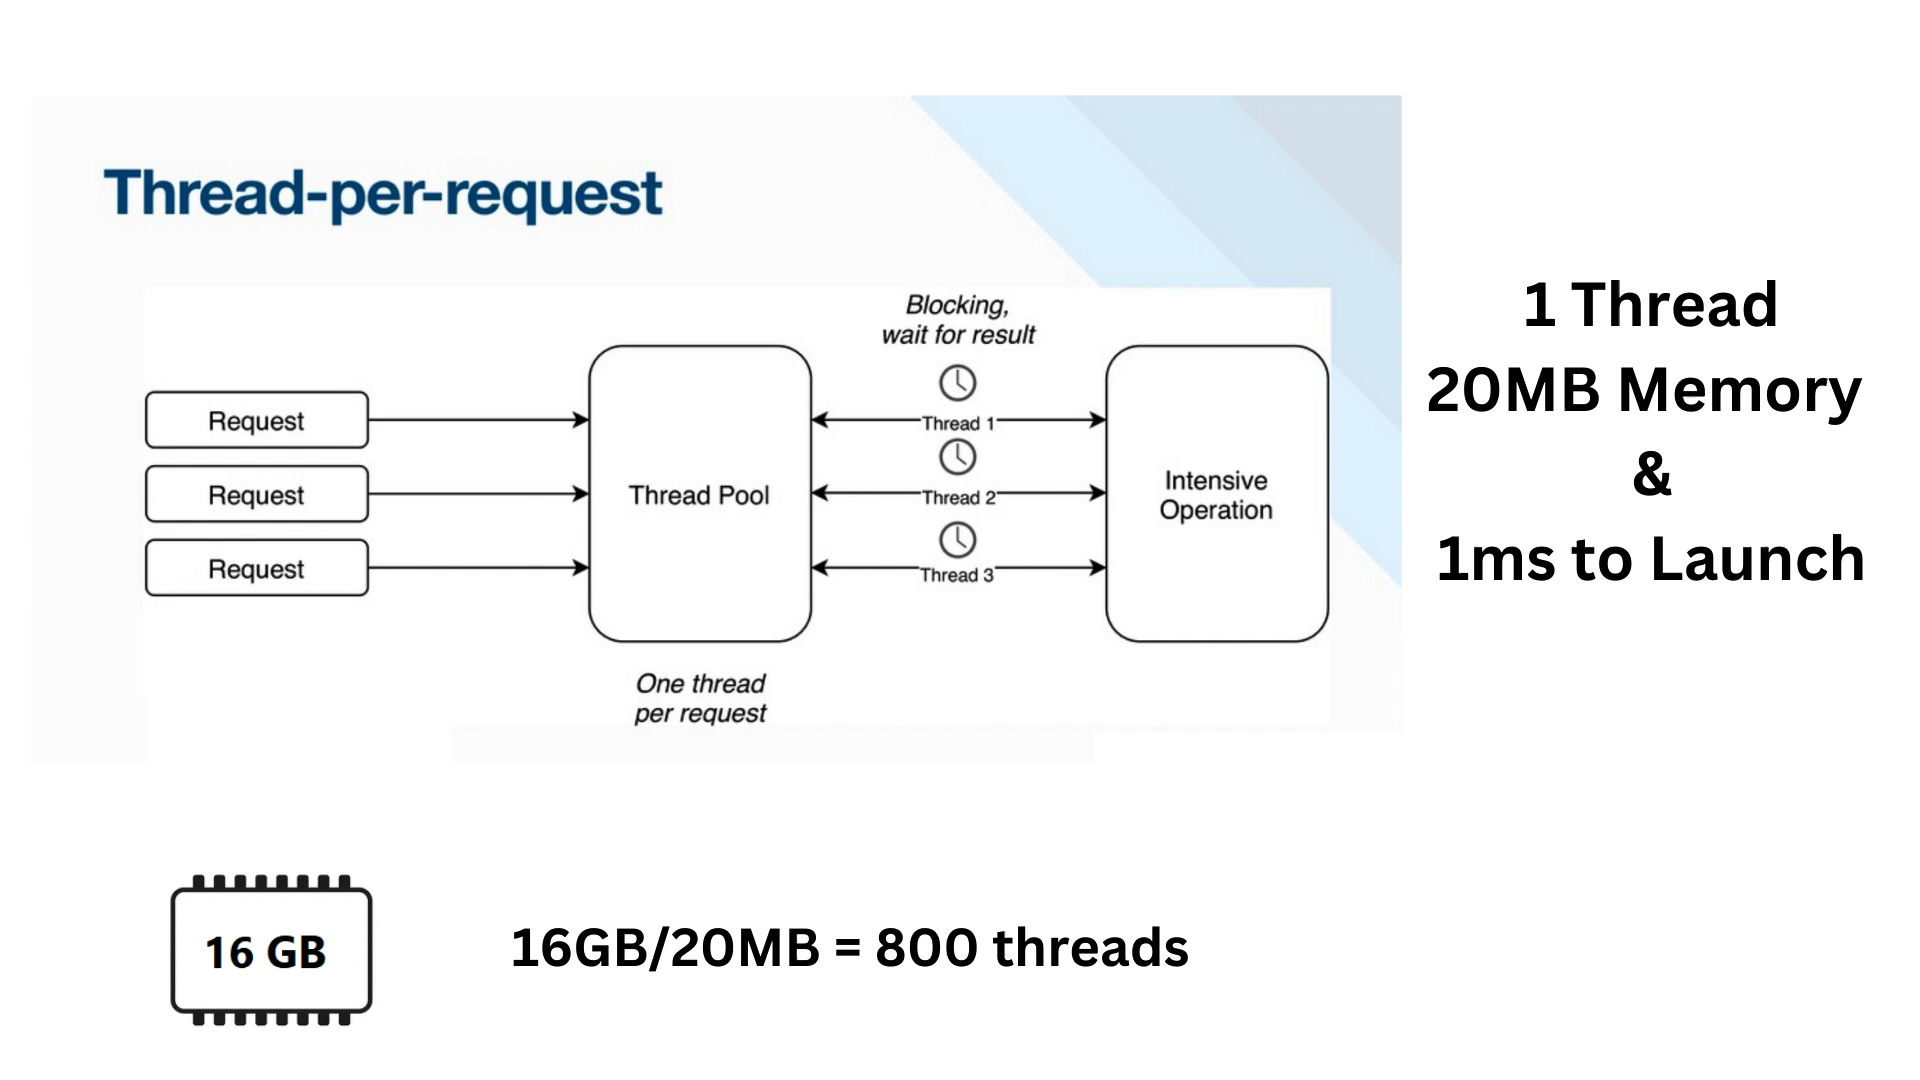 Thread-per-request
Blocking,
wait for result
Request
Request
Request
Thread Pool
Thread 1
Thread 2
Thread 3
Intensive
Operation
One thread
per request
1 Thread
20MB Memory
&
1ms to Launch
16 GB
16GB/20MB = 800 threads